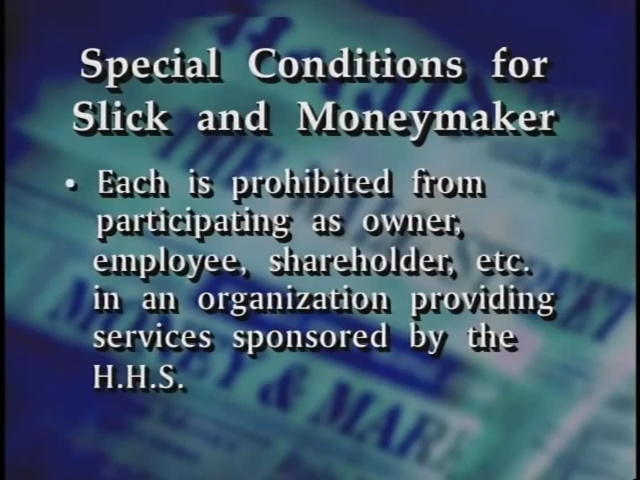 Special Conditions for
Slick and Moneymaker
• Each is prohibited from
participating as owner,
employee, shareholder, etc.
in an organization providing
services sponsored by the
H.H.S.
& MAR